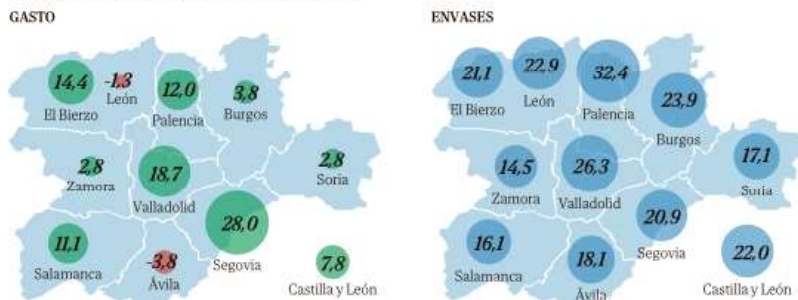 GASTO
14,4
El Bierzo
-1,3
León
12,0
Palencia
3,8
Burgos
2,8
Zamora
18,7
Valladolid
2,8
Soria
11,1
Salamanca
-3,8
Ávila
28,0
Segovia
7,8
Castilla y León
ENVASES
21,1
El Bierzo
22,9
León
32,4
Palencia
23,9
Burgos
14,5
Zamora
26,3
Valladolid
17,1
Soria
16,1
Salamanca
18,1
Ávila
20,9
Segovia
22,0
Castilla y León